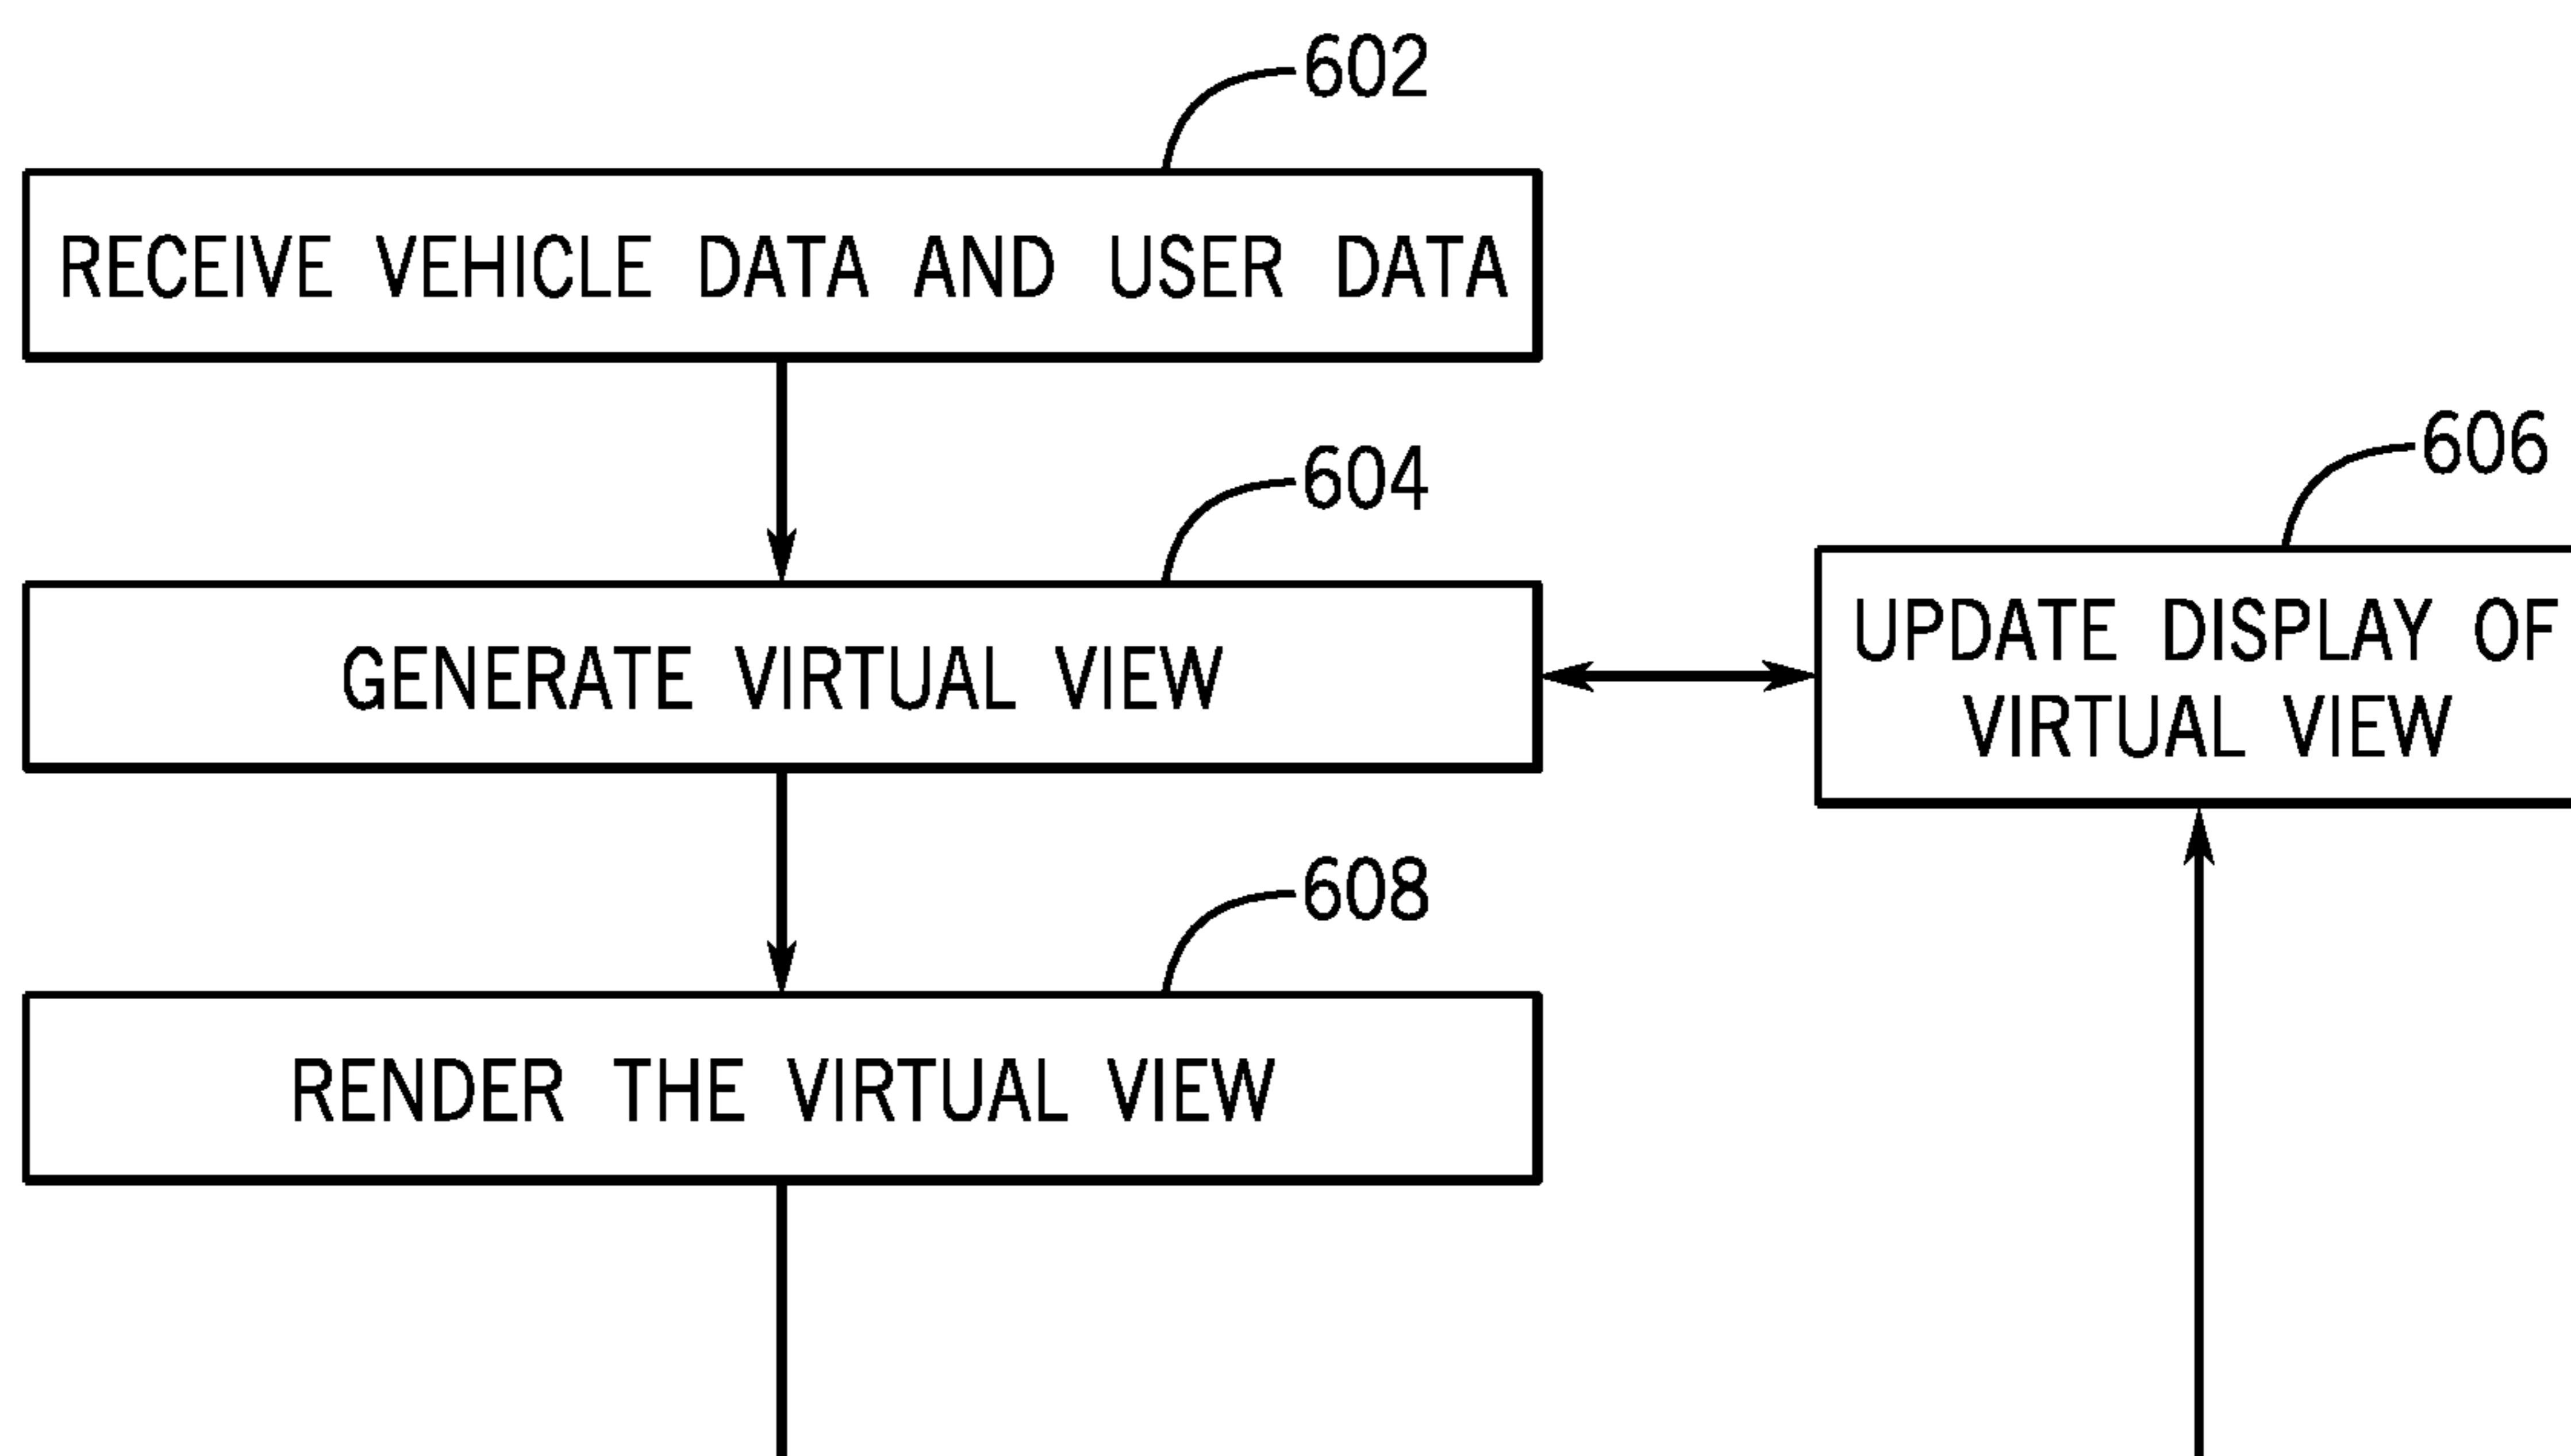 602
RECEIVE VEHICLE DATA AND USER DATA
604
GENERATE VIRTUAL VIEW
606
UPDATE DISPLAY OF
VIRTUAL VIEW
608
RENDER THE VIRTUAL VIEW